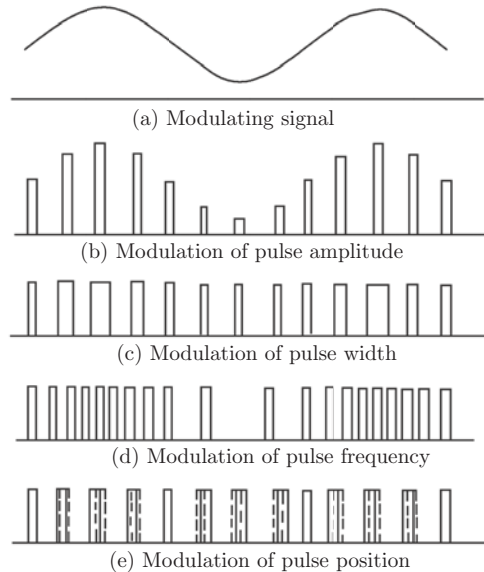 (a) Modulating signal
(b) Modulation of pulse amplitude
(c) Modulation of pulse width
(d) Modulation of pulse frequency
(e) Modulation of pulse position